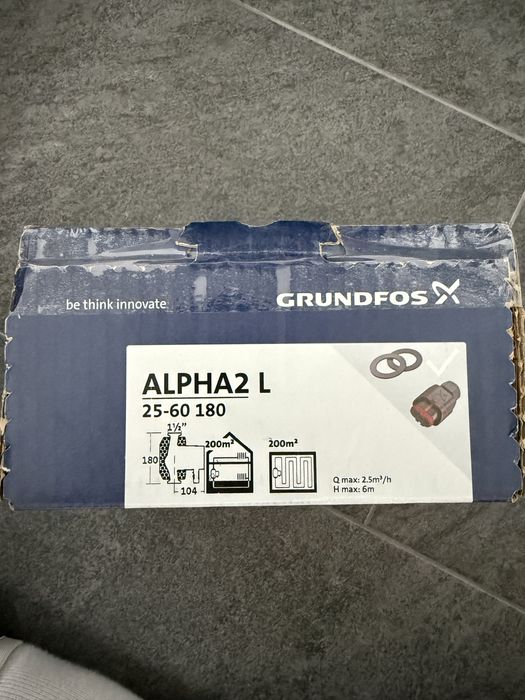 be think innovate
GRUNDFOS
ALPHA2 L
25-60 180
1½"
180
104
200m²
200m²
Q max: 2.5m³/h
H max: 6m